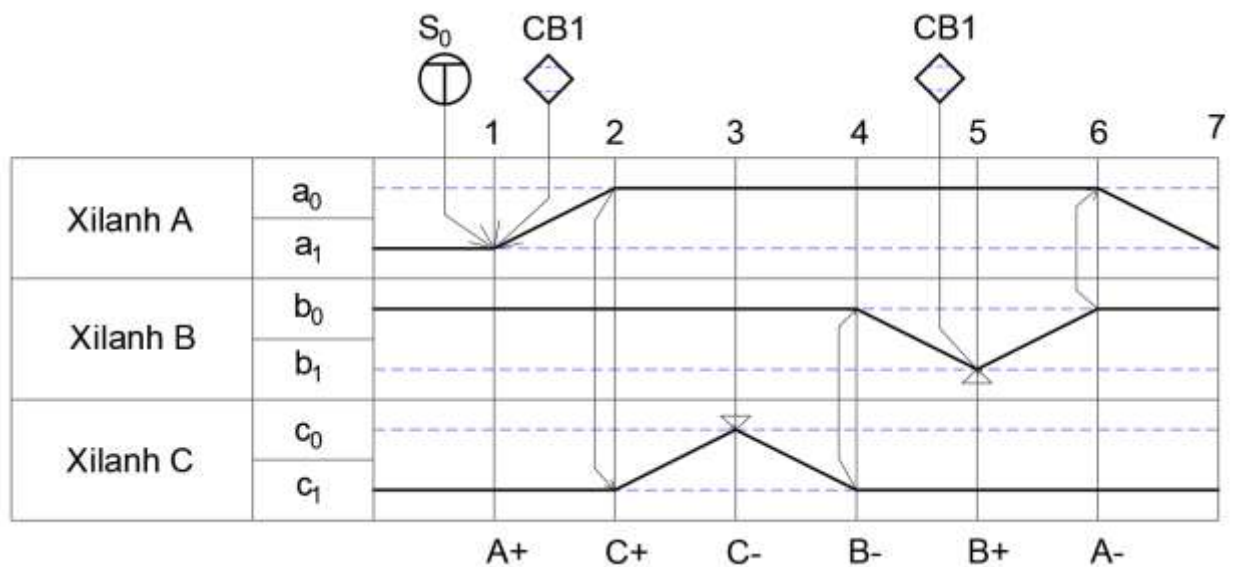 S₀ CB1 CB1
1 2 3 4 5 6 7
Xilanh A
a₀
a₁
Xilanh B
b₀
b₁
Xilanh C
c₀
c₁
A+ C+ C- B- B+ A-